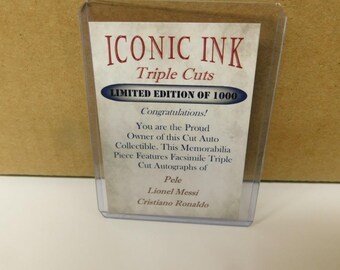 ICONIC INK
Triple Cuts
LIMITED EDITION OF 1000
Congratulations!
You are the Proud
Owner of this Cut Auto
Collectible. This Memorabilia
Piece Features Facsimile Triple
Cut Autographs of
Pele
Lionel Messi
Cristiano Ronaldo